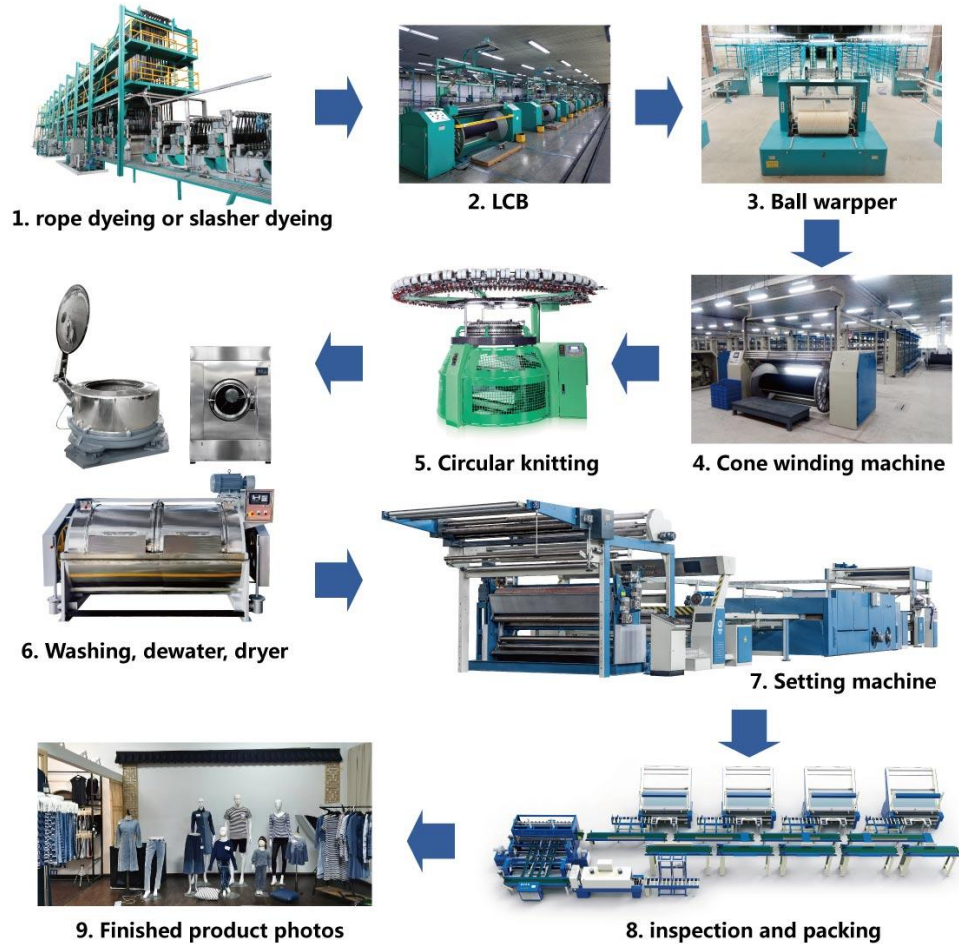 1. rope dyeing or slasher dyeing
2. LCB
3. Ball warpper
4. Cone winding machine
5. Circular knitting
6. Washing, dewater, dryer
7. Setting machine
8. inspection and packing
9. Finished product photos